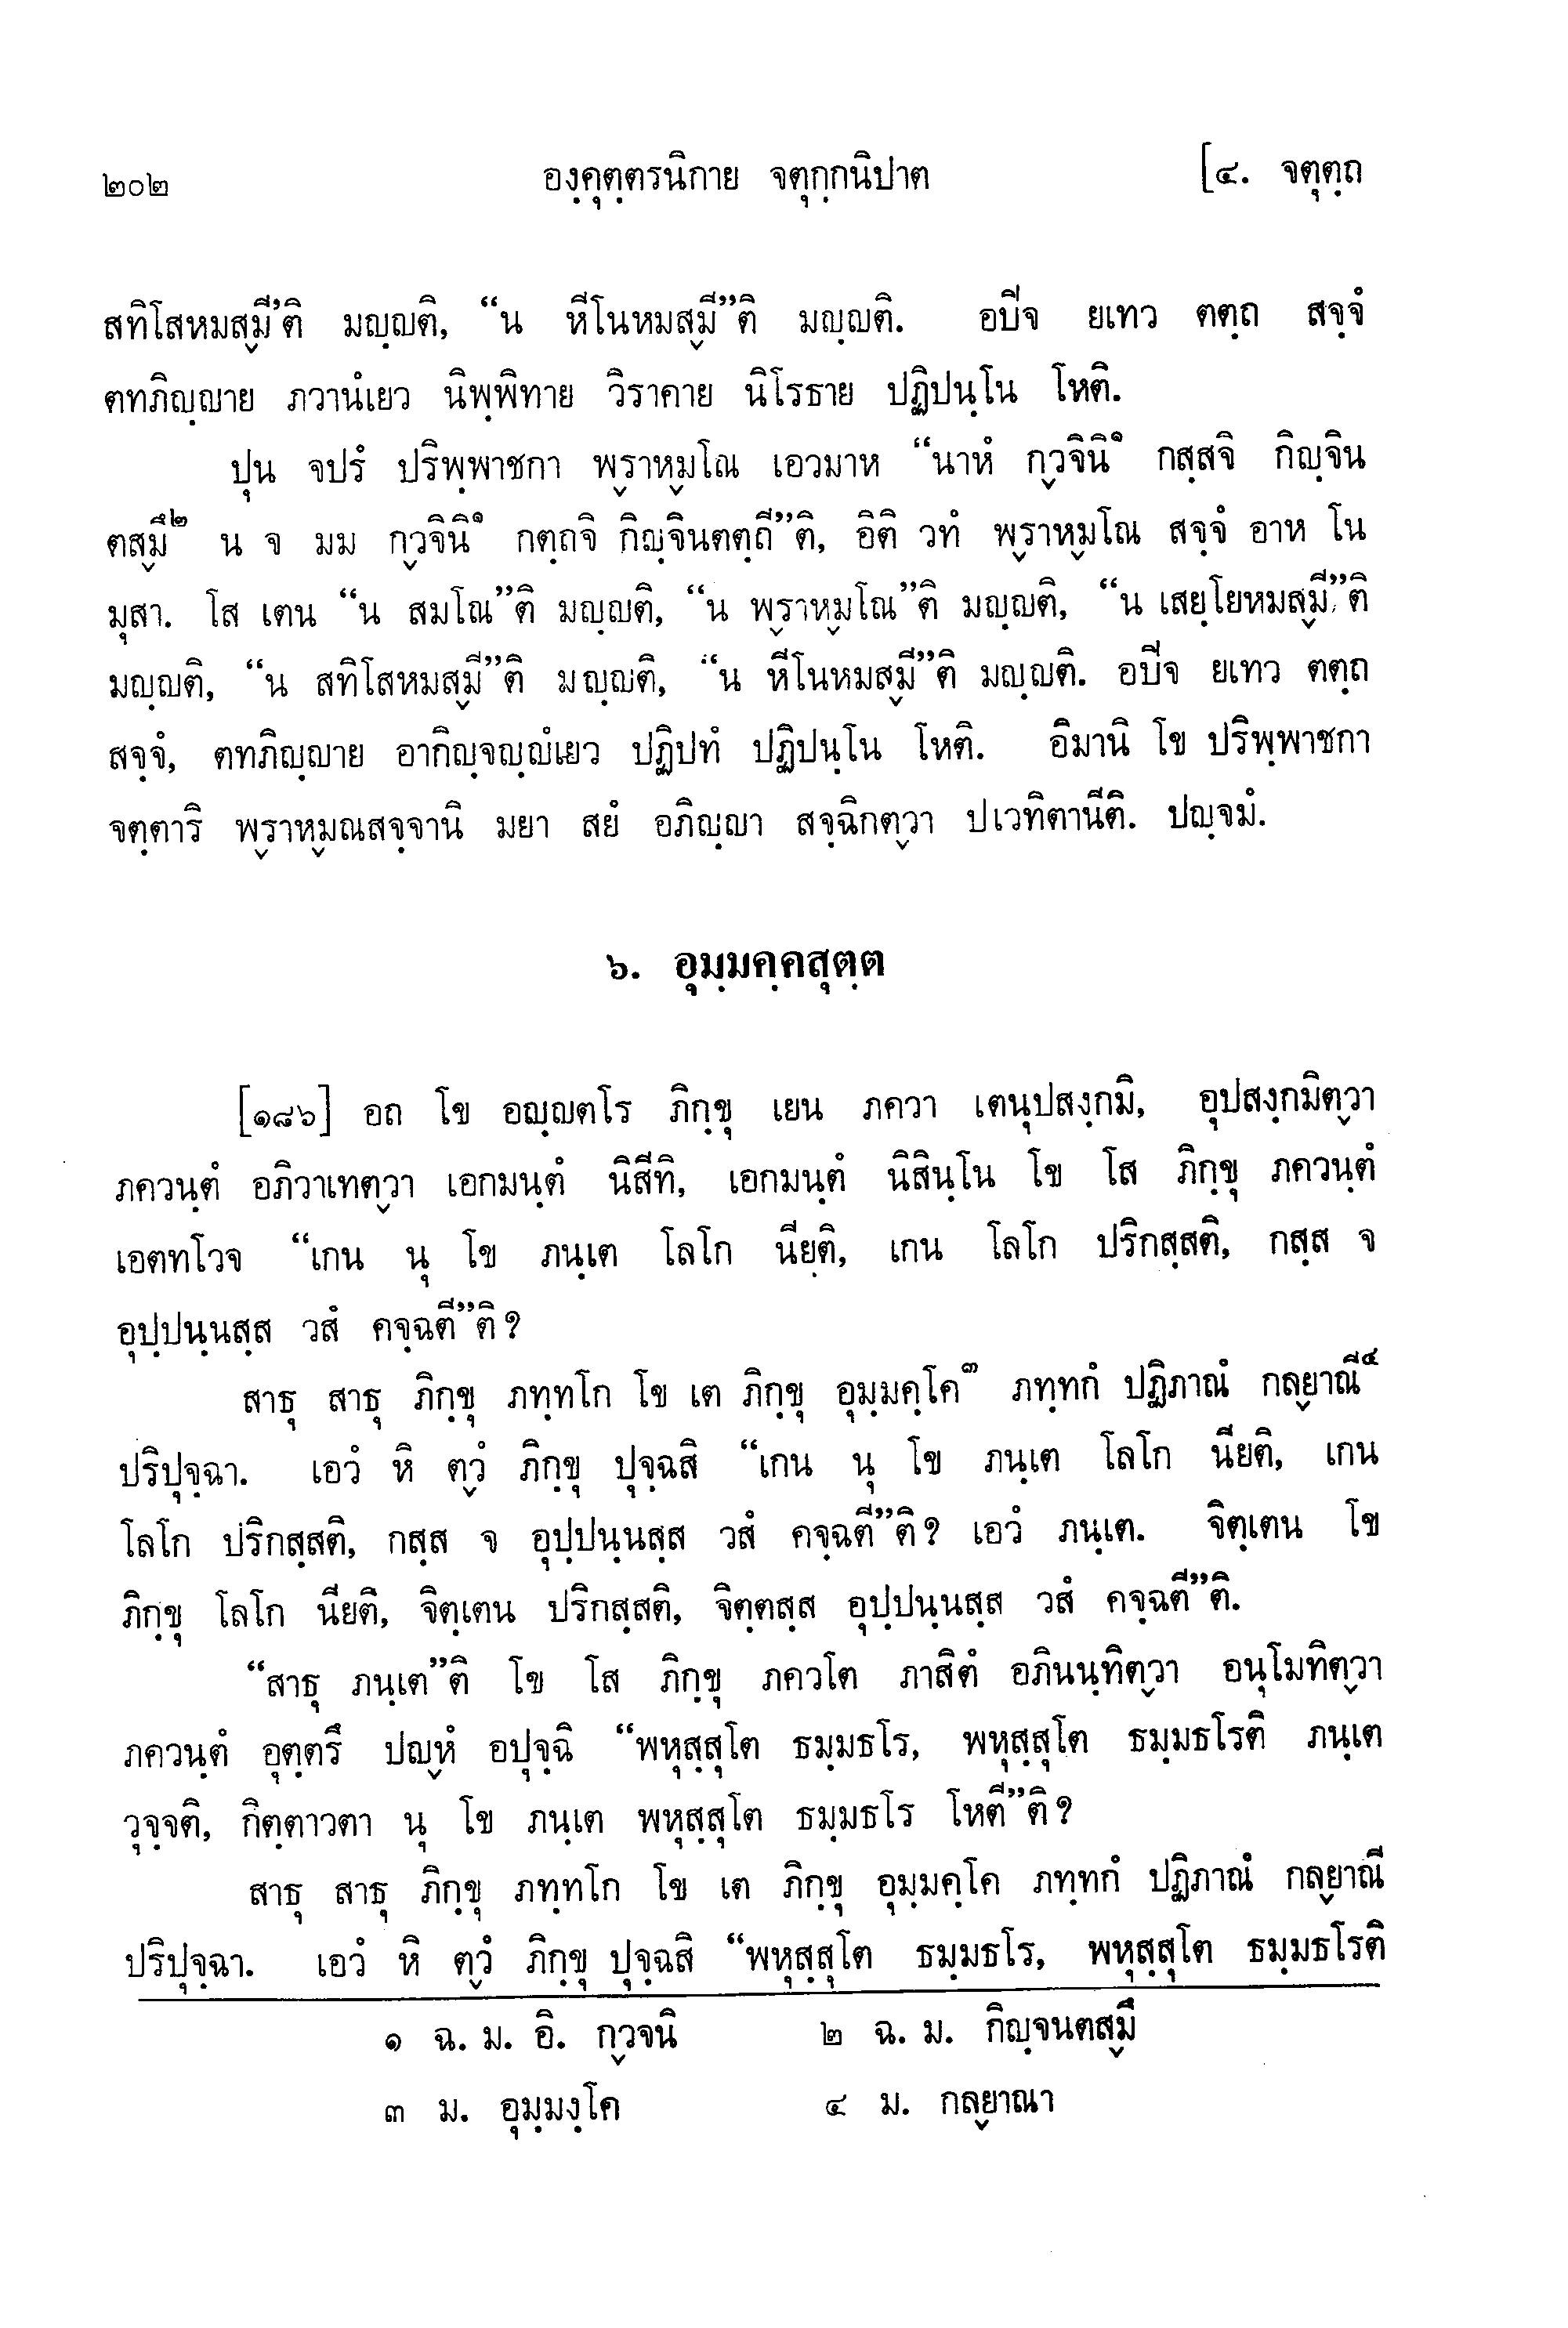 ๒๐๒ องฺคุตฺตรนิกาย จตุกฺกนิปาต [๔. จตุตฺถ
สทิโสหมสฺมี’ติ มญฺญติ, “น หีโนหมสฺมี”ติ มญฺญติ. อปิจ ยเทว ตตฺถ สจฺจํ
ตทภิญฺญาย ภวานํเยว นิพฺพิทาย วิราคาย นิโรธาย ปฏิปนฺโน โหติ.
ปุน จปรํ ปริพฺพาชกา พฺราหฺมโณ เอวมาห “นาหํ กฺวจินิ๑ กสฺสจิ กิญฺจิน
ตสฺมึ๒ น จ มม กฺวจินิ๑ กตฺถจิ กิญฺจินตตฺถี”ติ, อิติ วทํ พฺราหฺมโณ สจฺจํ อาห โน
มุสา. โส เตน “น สมโณ”ติ มญฺญติ, “น พฺราหฺมโณ”ติ มญฺญติ, “น เสยฺโยหมสฺมี”ติ
มญฺญติ, “น สทิโสหมสฺมี”ติ มญฺญติ, “น หีโนหมสฺมี”ติ มญฺญติ. อปิจ ยเทว ตตฺถ
สจฺจํ, ตทภิญฺญาย อากิญฺจญฺญํเยว ปฏิปทํ ปฏิปนฺโน โหติ. อิมานิ โข ปริพฺพาชกา
จตฺตาริ พฺราหฺมณสจฺจานิ มยา สยํ อภิญฺญา สจฺฉิกตฺวา ปเวทิตานีติ. ปญฺจมํ.
๖. อุมฺมคฺคสุตฺต
[๑๘๖] อถ โข อญฺญตโร ภิกฺขุ เยน ภควา เตนุปสงฺกมิ, อุปสงฺกมิตฺวา
ภควนฺตํ อภิวาเทตฺวา เอกมนฺตํ นิสีทิ, เอกมนฺตํ นิสินฺโน โข โส ภิกฺขุ ภควนฺตํ
เอตทโวจ “เกน นุ โข ภนฺเต โลโก นียติ, เกน โลโก ปริกสฺสติ, กสฺส จ
อุปฺปนฺนสฺส วสํ คจฺฉตี”ติ?
สาธุ สาธุ ภิกฺขุ ภทฺทโก โข เต ภิกฺขุ อุมฺมคฺโค๓ ภทฺทกํ ปฏิภาณํ กลฺยาณี๔
ปริปุจฺฉา. เอวํ หิ ตฺวํ ภิกฺขุ ปุจฺฉสิ “เกน นุ โข ภนฺเต โลโก นียติ, เกน
โลโก ปริกสฺสติ, กสฺส จ อุปฺปนฺนสฺส วสํ คจฺฉตี”ติ? เอวํ ภนฺเต. จิตฺเตน โข
ภิกฺขุ โลโก นียติ, จิตฺเตน ปริกสฺสติ, จิตฺตสฺส อุปฺปนฺนสฺส วสํ คจฺฉตี”ติ.
“สาธุ ภนฺเต”ติ โข โส ภิกฺขุ ภควโต ภาสิตํ อภินนฺทิตฺวา อนุโมทิตฺวา
ภควนฺตํ อุตฺตรึ ปญฺหํ อปุจฺฉิ “พหุสฺสุโต ธมฺมธโร, พหุสฺสุโต ธมฺมธโรติ ภนฺเต
วุจฺจติ, กิตฺตาวตา นุ โข ภนฺเต พหุสฺสุโต ธมฺมธโร โหตี”ติ?
สาธุ สาธุ ภิกฺขุ ภทฺทโก โข เต ภิกฺขุ อุมฺมคฺโค ภทฺทกํ ปฏิภาณํ กลฺยาณี
ปริปุจฺฉา. เอวํ หิ ตฺวํ ภิกฺขุ ปุจฺฉสิ “พหุสฺสุโต ธมฺมธโร, พหุสฺสุโต ธมฺมธโรติ
๑ ฉ. ม. อิ. กฺวจนิ ๒ ฉ. ม. กิญฺจนตสฺมึ
๓ ม. อุมฺมงฺโค ๔ ม. กลฺยาณา